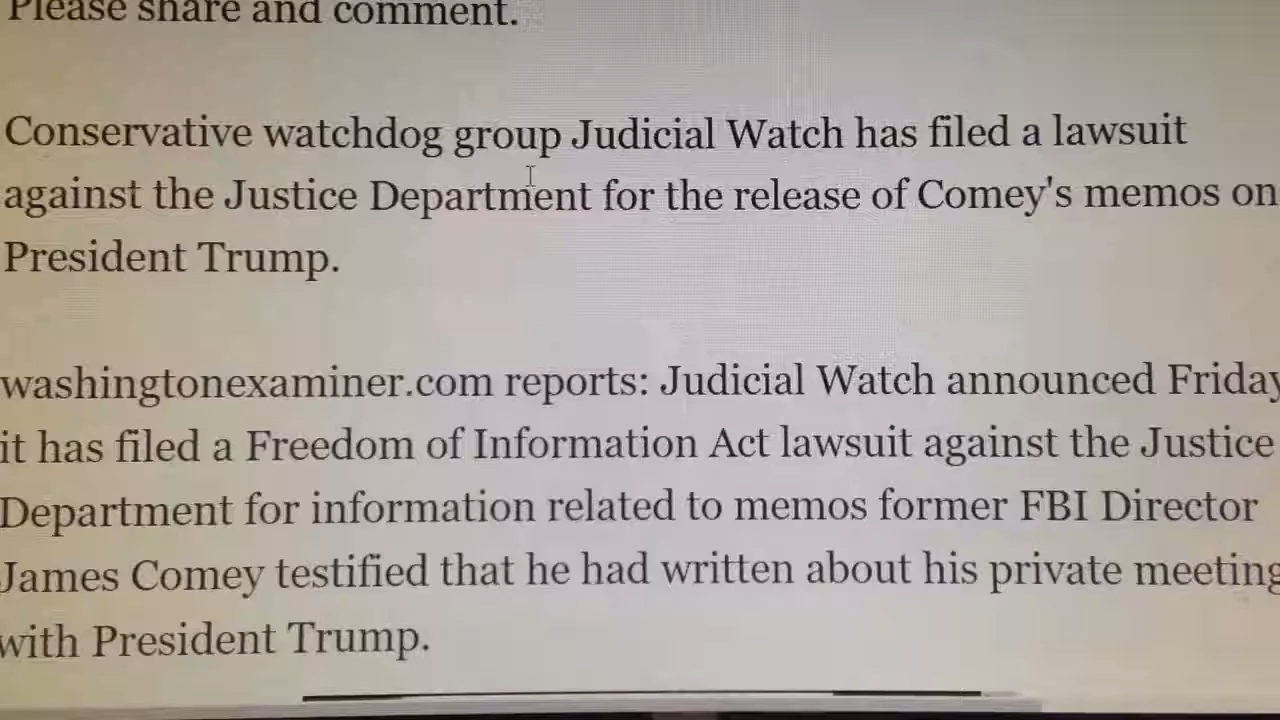 Please share and comment.
Conservative watchdog group Judicial Watch has filed a lawsuit
against the Justice Department for the release of Comey's memos on
President Trump.
washingtonexaminer.com reports: Judicial Watch announced Friday
it has filed a Freedom of Information Act lawsuit against the Justice
Department for information related to memos former FBI Director
James Comey testified that he had written about his private meeting
with President Trump.